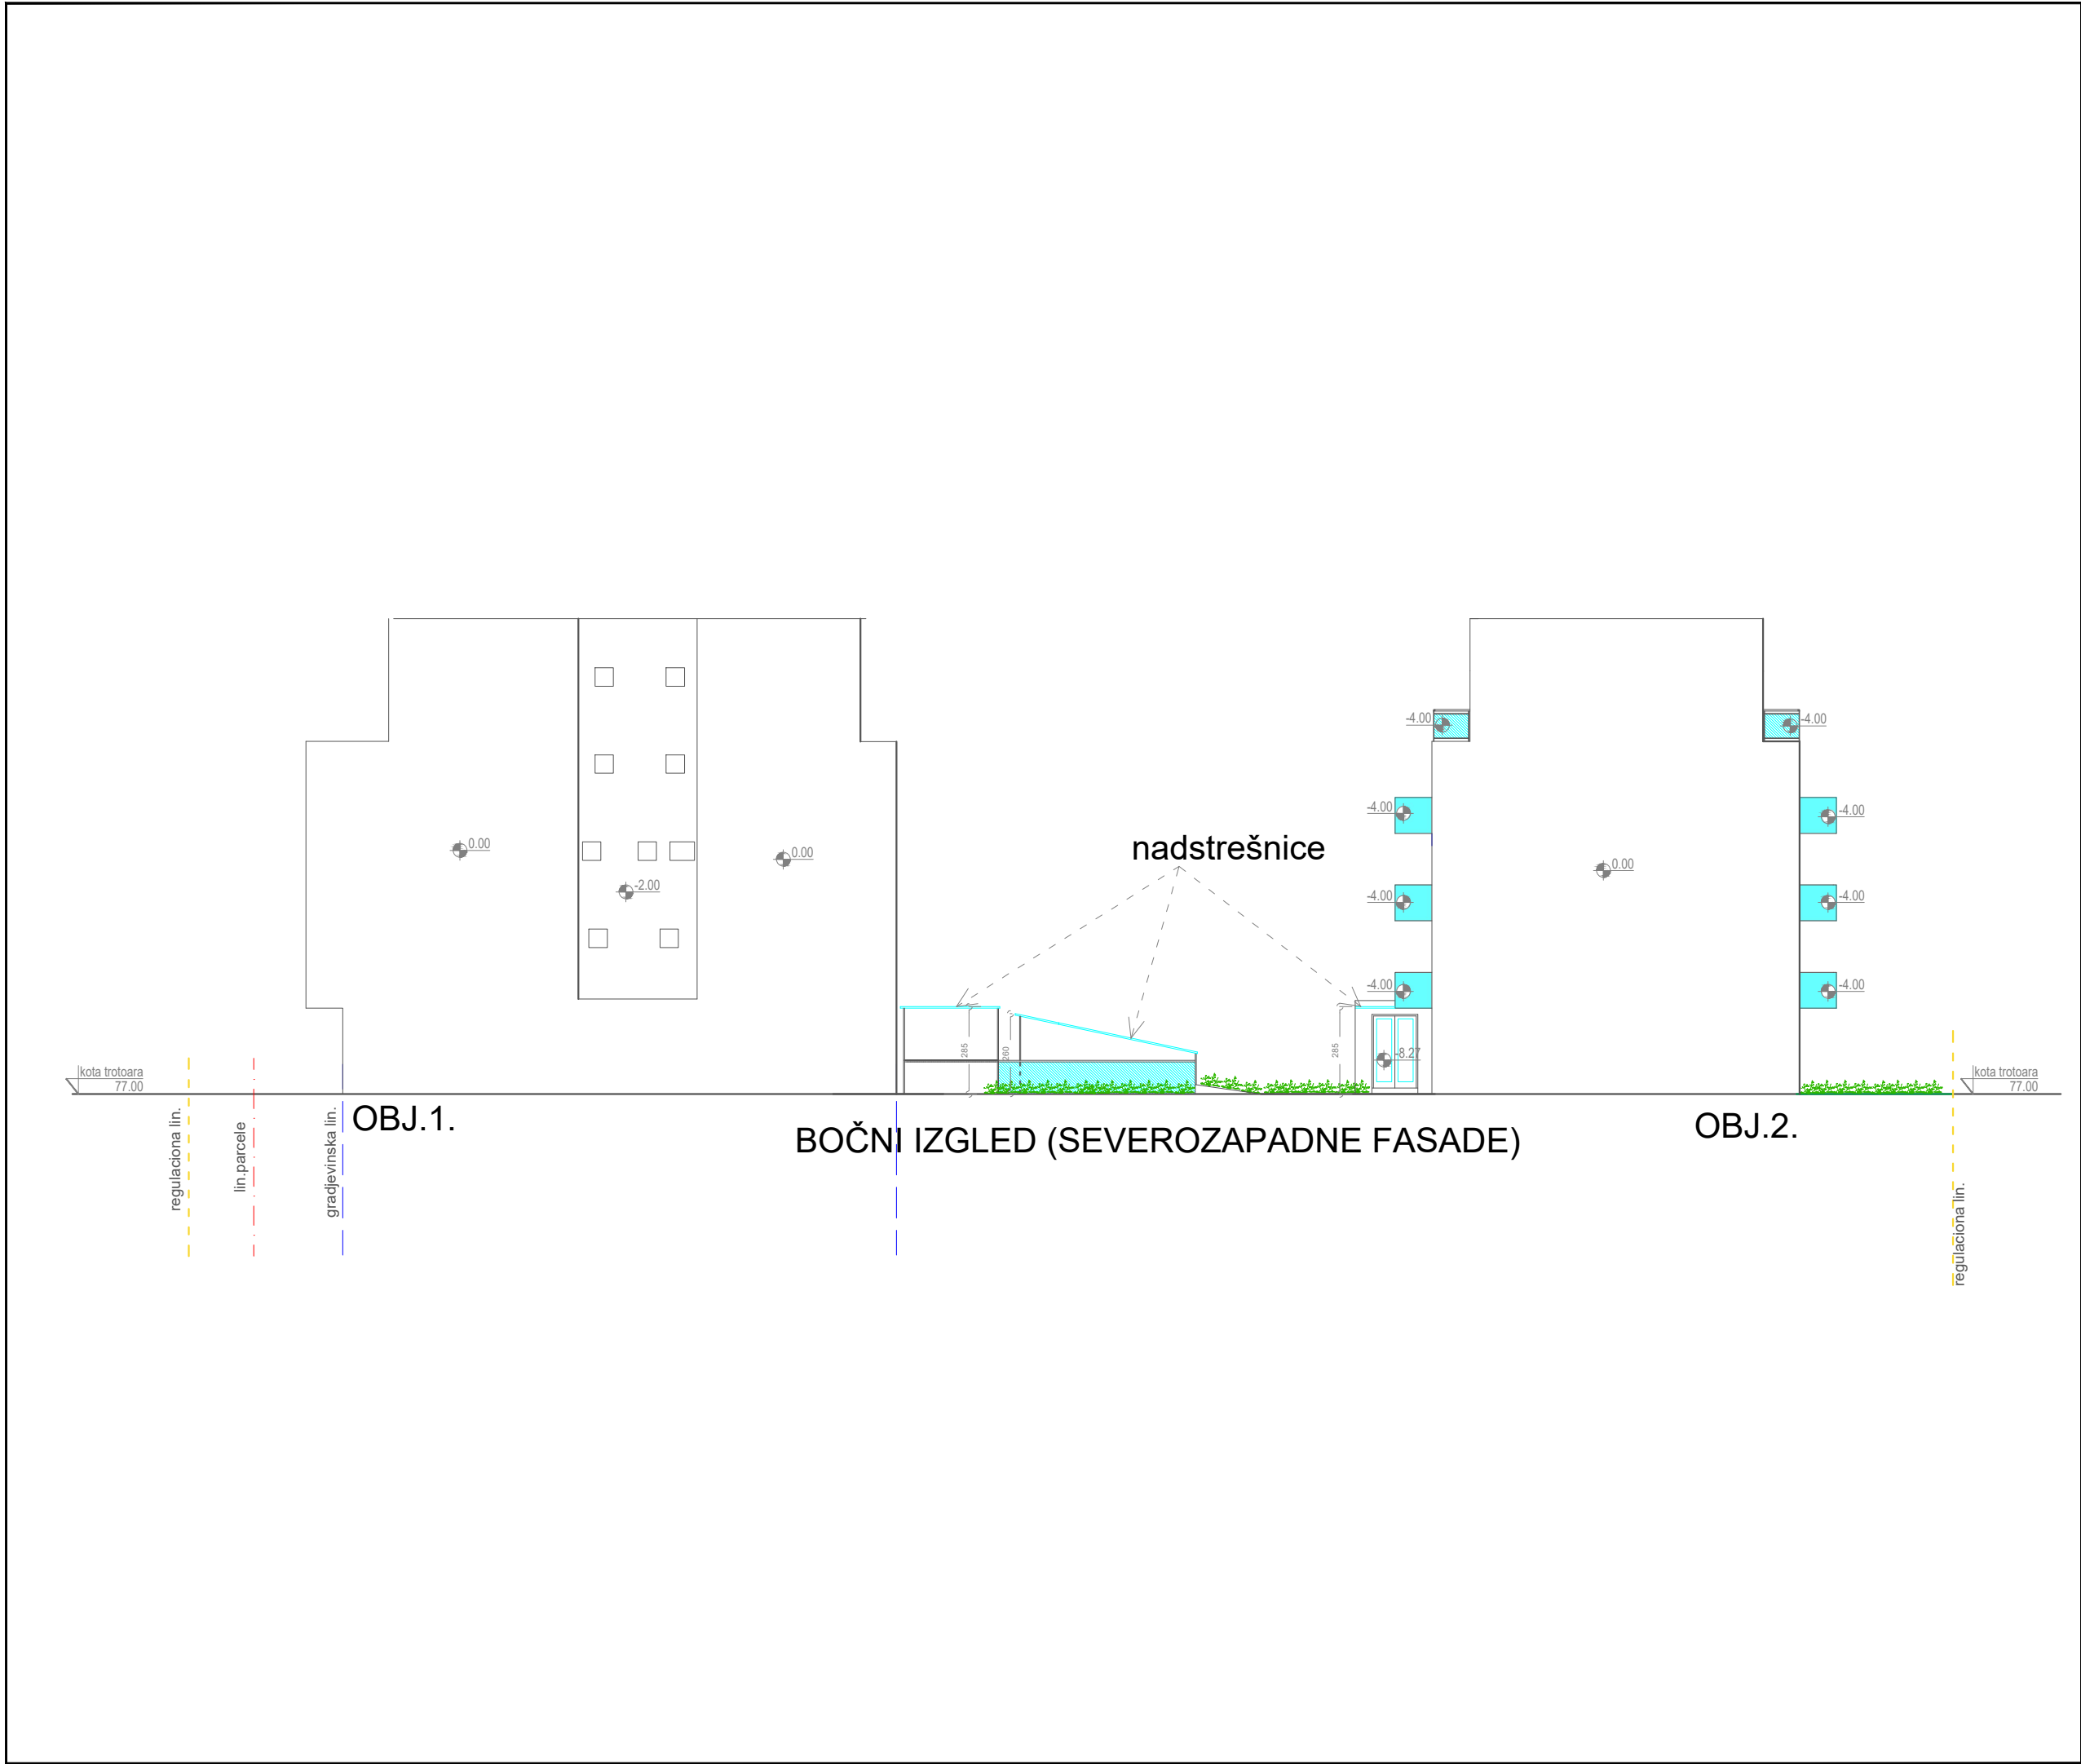 -4.00
-4.00
-4.00
-4.00
nadstrešnice
0.00
0.00
0.00
-2.00
-4.00
-4.00
-4.00
-4.00
285
260
285
-8.27
kota trotoara
77.00
kota trotoara
77.00
OBJ.1.
OBJ.2.
BOČNI IZGLED (SEVEROZAPADNE FASADE)
regulaciona lin.
lin.parcele
gradjevinska lin.
regulaciona lin.